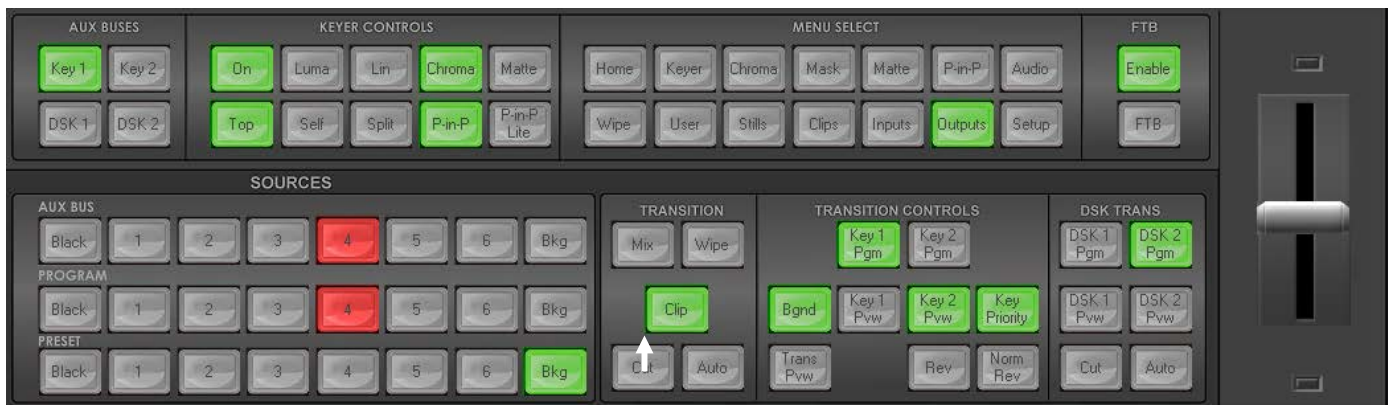 AUX BUSES
Key 1 Key 2
DSK 1 DSK 2
KEYER CONTROLS
On Luma Lin Chroma Matte
Top Self Split P-in-P P-in-P Lite
MENU SELECT
Home Keyer Chroma Mask Matte P-in-P Audio
Wipe User Stills Clips Inputs Outputs Setup
FTB
Enable
FTB
SOURCES
AUX BUS
Black 1 2 3 4 5 6 Bkg
PROGRAM
Black 1 2 3 4 5 6 Bkg
PRESET
Black 1 2 3 4 5 6 Bkg
TRANSITION
Mix Wipe
Clip
Cut Auto
TRANSITION CONTROLS
Key 1 Pgm Key 2 Pgm
Bgnd Key 1 Pvw Key 2 Pvw Key Priority
Trans Pvw Rev Norm Rev
DSK TRANS
DSK 1 Pgm DSK 2 Pgm
DSK 1 Pvw DSK 2 Pvw
Cut Auto